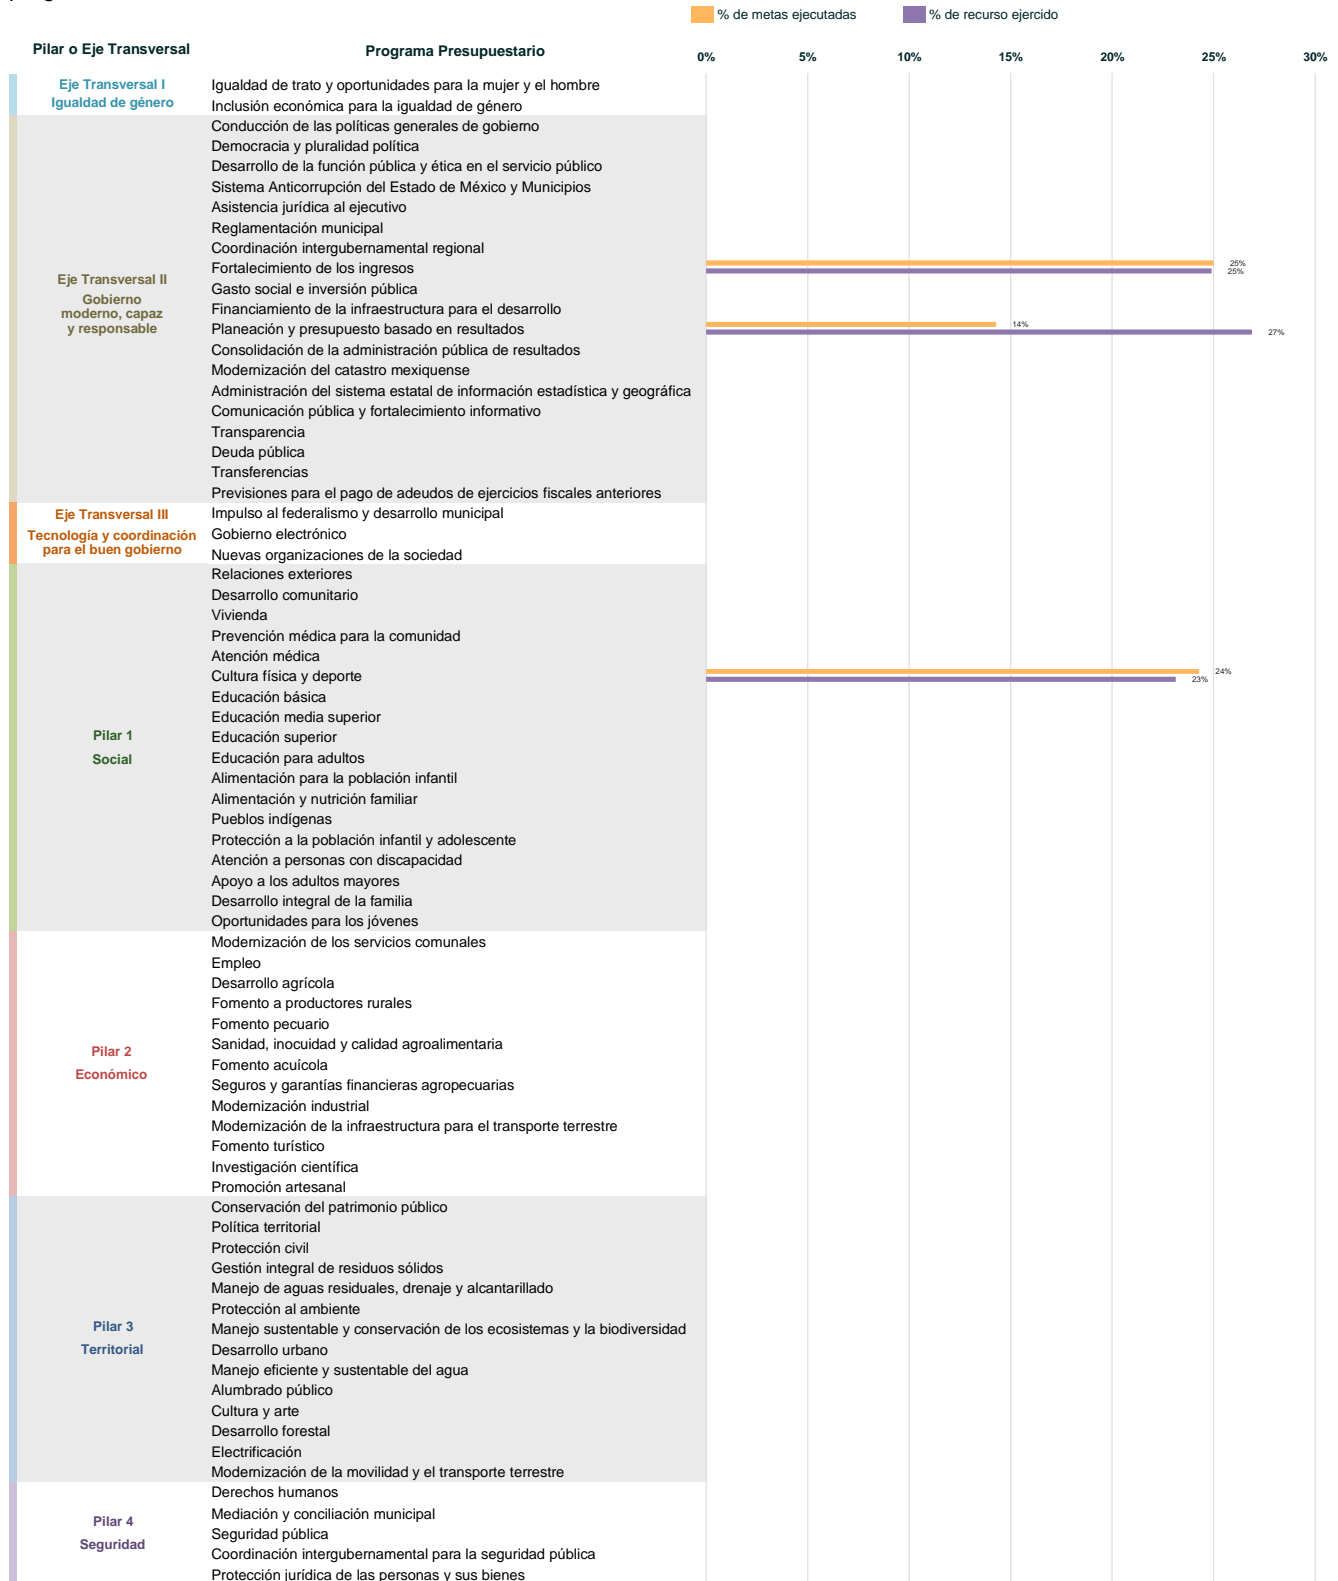 % de metas ejecutadas % de recurso ejercido
Pilar o Eje Transversal Programa Presupuestario 0% 5% 10% 15% 20% 25% 30%
Eje Transversal I
Igualdad de género
Igualdad de trato y oportunidades para la mujer y el hombre
Inclusión económica para la igualdad de género
Eje Transversal II
Gobierno
moderno, capaz
y responsable
Conducción de las políticas generales de gobierno
Democracia y pluralidad política
Desarrollo de la función pública y ética en el servicio público
Sistema Anticorrupción del Estado de México y Municipios
Asistencia jurídica al ejecutivo
Reglamentación municipal
Coordinación intergubernamental regional
Fortalecimiento de los ingresos
25%
25%
Gasto social e inversión pública
Financiamiento de la infraestructura para el desarrollo
Planeación y presupuesto basado en resultados
14%
27%
Consolidación de la administración pública de resultados
Modernización del catastro mexiquense
Administración del sistema estatal de información estadística y geográfica
Comunicación pública y fortalecimiento informativo
Transparencia
Deuda pública
Transferencias
Previsiones para el pago de adeudos de ejercicios fiscales anteriores
Eje Transversal III
Tecnología y coordinación
para el buen gobierno
Impulso al federalismo y desarrollo municipal
Gobierno electrónico
Nuevas organizaciones de la sociedad
Pilar 1
Social
Relaciones exteriores
Desarrollo comunitario
Vivienda
Prevención médica para la comunidad
Atención médica
Cultura física y deporte
24%
23%
Educación básica
Educación media superior
Educación superior
Educación para adultos
Alimentación para la población infantil
Alimentación y nutrición familiar
Pueblos indígenas
Protección a la población infantil y adolescente
Atención a personas con discapacidad
Apoyo a los adultos mayores
Desarrollo integral de la familia
Oportunidades para los jóvenes
Pilar 2
Económico
Modernización de los servicios comunales
Empleo
Desarrollo agrícola
Fomento a productores rurales
Fomento pecuario
Sanidad, inocuidad y calidad agroalimentaria
Fomento acuícola
Seguros y garantías financieras agropecuarias
Modernización industrial
Modernización de la infraestructura para el transporte terrestre
Fomento turístico
Investigación científica
Promoción artesanal
Pilar 3
Territorial
Conservación del patrimonio público
Política territorial
Protección civil
Gestión integral de residuos sólidos
Manejo de aguas residuales, drenaje y alcantarillado
Protección al ambiente
Manejo sustentable y conservación de los ecosistemas y la biodiversidad
Desarrollo urbano
Manejo eficiente y sustentable del agua
Alumbrado público
Cultura y arte
Desarrollo forestal
Electrificación
Modernización de la movilidad y el transporte terrestre
Pilar 4
Seguridad
Derechos humanos
Mediación y conciliación municipal
Seguridad pública
Coordinación intergubernamental para la seguridad pública
Protección jurídica de las personas y sus bienes